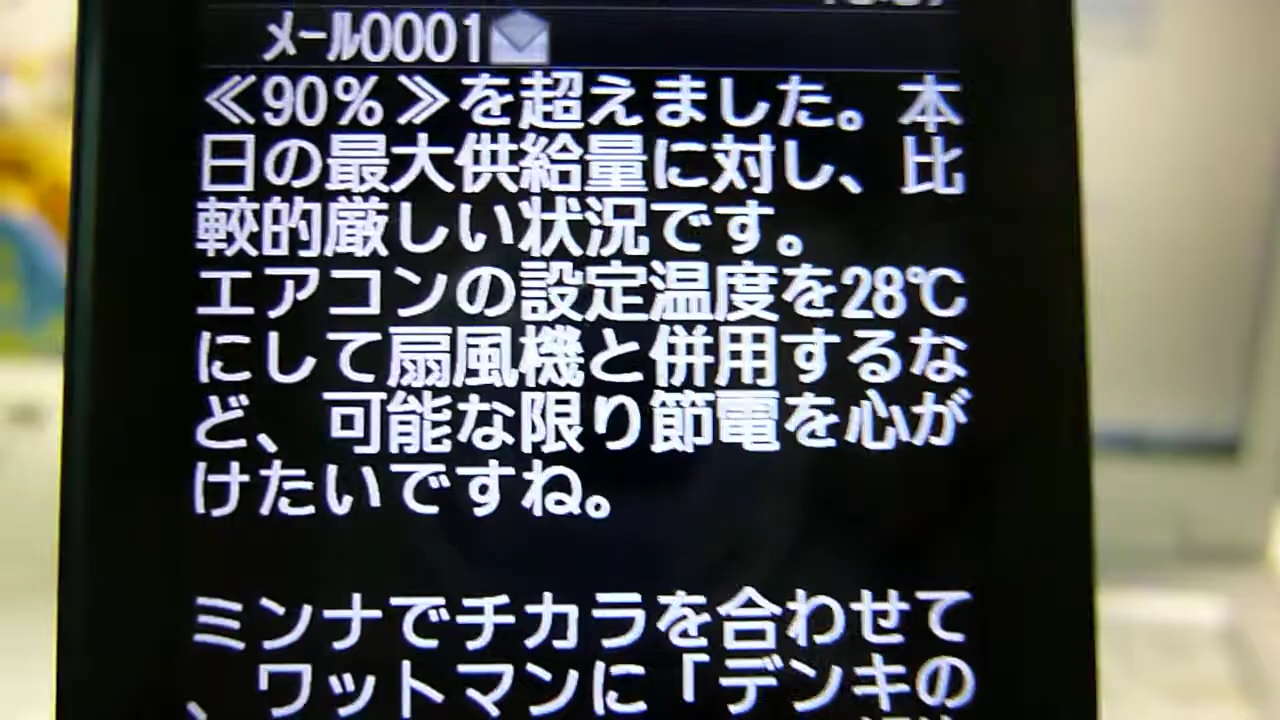 ﾒｰﾙ0001
≪90％≫を超えました。本
日の最大供給量に対し、比
較的厳しい状況です。
エアコンの設定温度を28℃
にして扇風機と併用するな
ど、可能な限り節電を心が
けたいですね。
ミンナでチカラを合わせて
、ワットマンに「デンキの